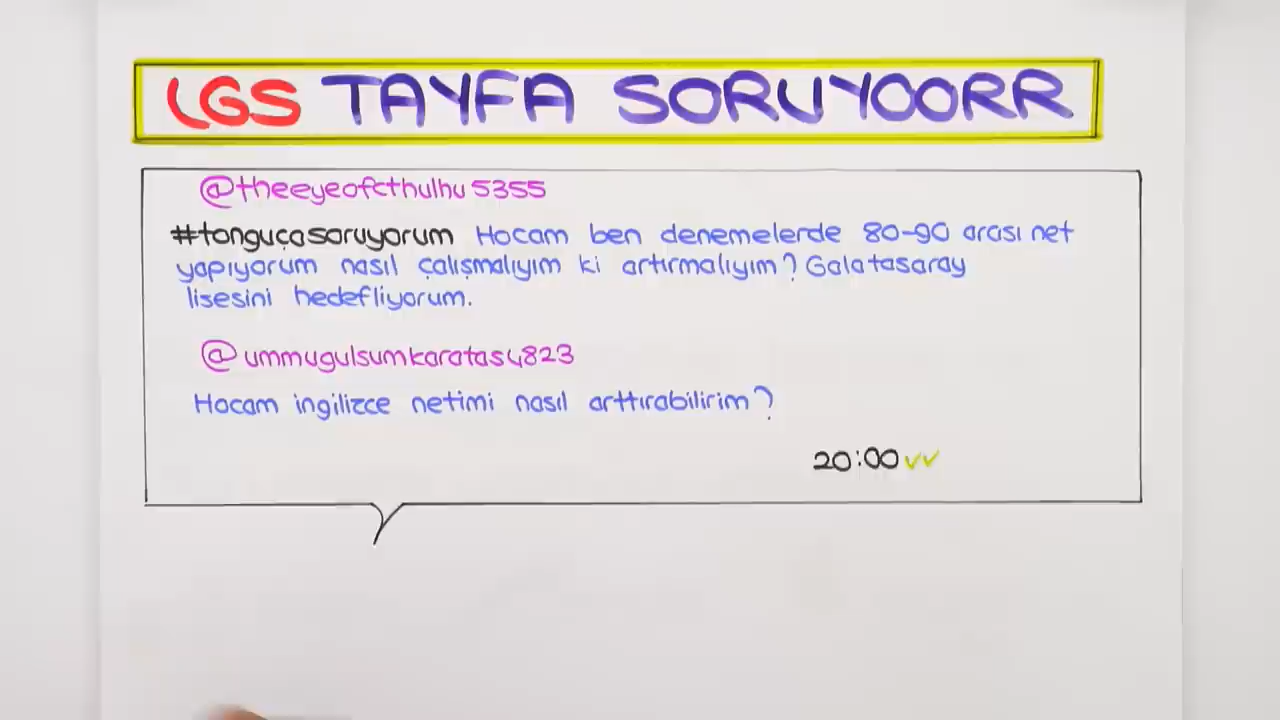 LGS TAYFA SORUYOORR
@theeyeofcthulhu5355
#tonguçasoruyorum Hocam ben denemelerde 80-90 arası net
yapıyorum nasıl çalışmalıyım ki artırmalıyım? Galatasaray
lisesini hedefliyorum.
@ummugulsumkaratas4823
Hocam ingilizce netimi nasıl arttırabilirim?
20:00